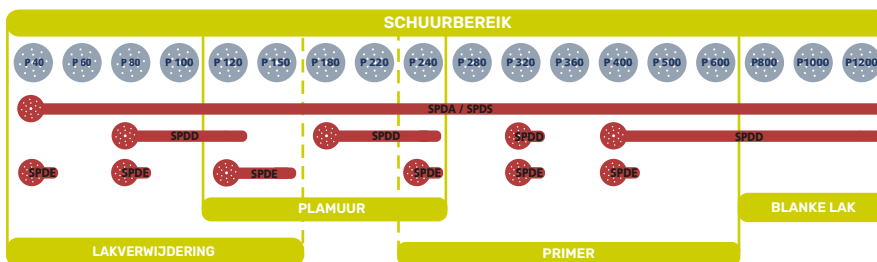 SCHUURBEREIK
P 40 P 60 P 80 P 100 P 120 P 150 P 180 P 220 P 240 P 280 P 320 P 360 P 400 P 500 P 600 P800 P1000 P1200
SPDA / SPDS
SPDD SPDD SPDD SPDD
SPDE SPDE SPDE SPDE SPDE SPDE
PLAMUUR BLANKE LAK
LAKVERWIJDERING PRIMER